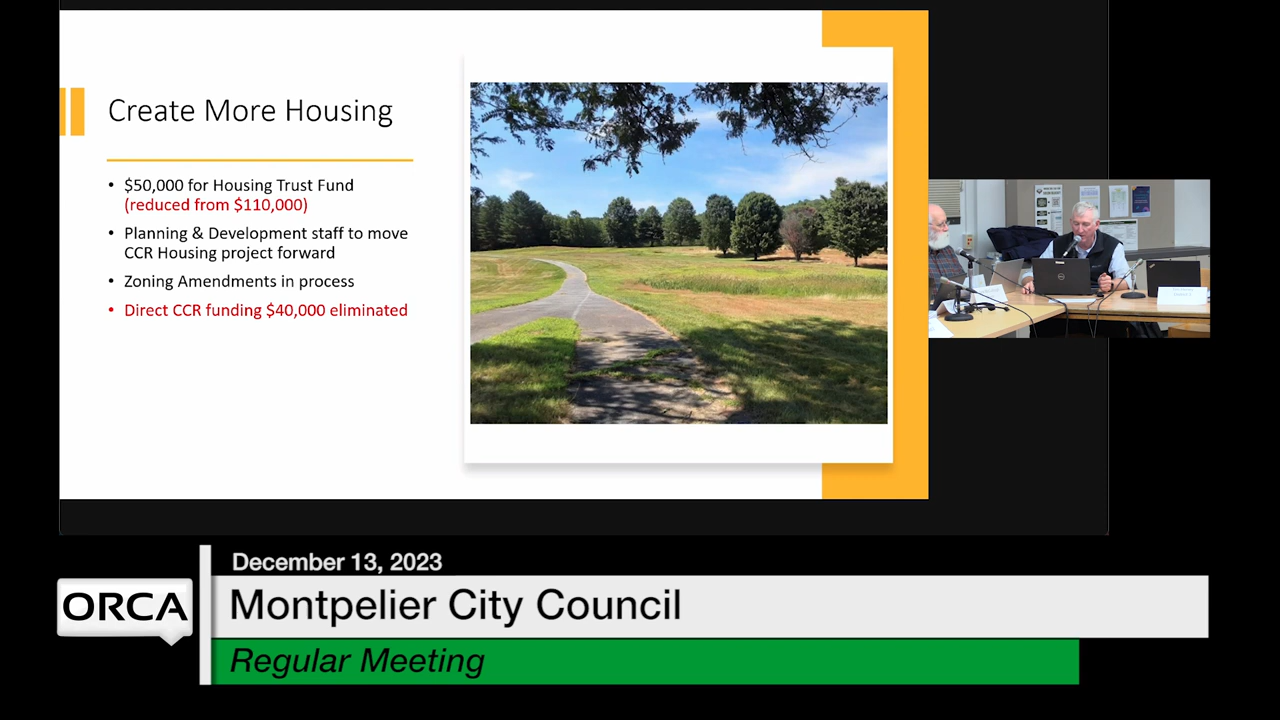 Create More Housing
• $50,000 for Housing Trust Fund
(reduced from $110,000)
• Planning & Development staff to move
CCR Housing project forward
• Zoning Amendments in process
• Direct CCR funding $40,000 eliminated
December 13, 2023
ORCA
Montpelier City Council
Regular Meeting